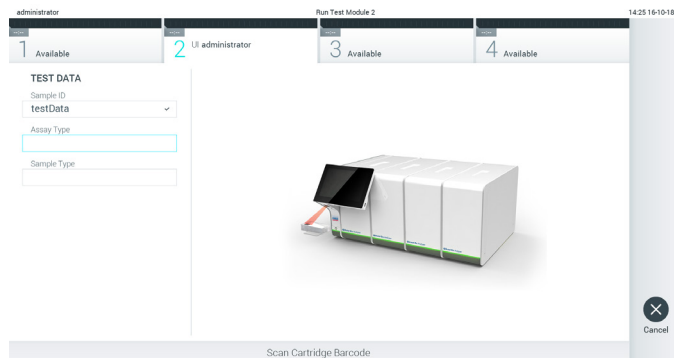 administrator
Run Test Module 2
14:25 16-10-18
--:--
1 Available
--:--
2 UI administrator
--:--
3 Available
--:--
4 Available
TEST DATA
Sample ID
testData
Assay Type
Sample Type
Cancel
Scan Cartridge Barcode